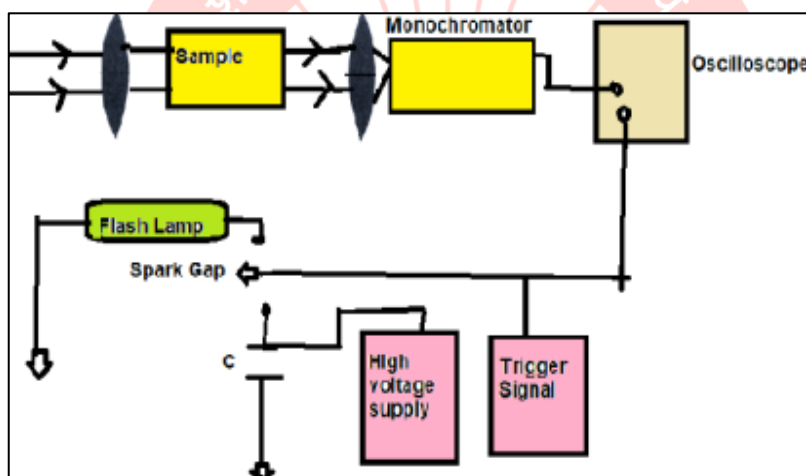 Monochromator
Sample
Oscilloscope
Flash Lamp
Spark Gap
C
High
voltage
supply
Trigger
Signal